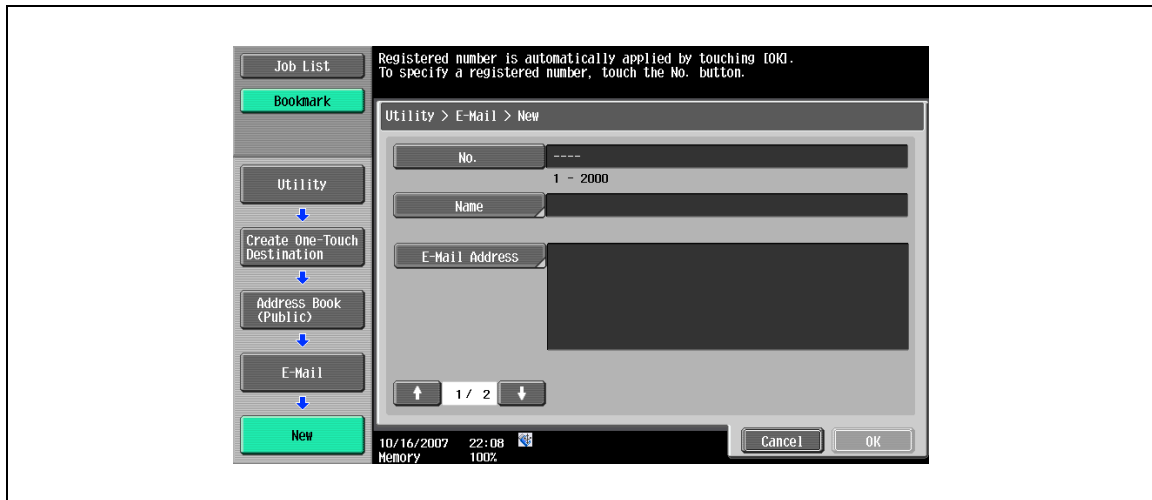 Job List
Bookmark
Utility
Create One-Touch
Destination
Address Book
(Public)
E-Mail
New
Registered number is automatically applied by touching [OK].
To specify a registered number, touch the No. button.
Utility > E-Mail > New
No.
----
1 - 2000
Name
E-Mail Address
1/ 2
10/16/2007 22:08
Memory 100%
Cancel
OK